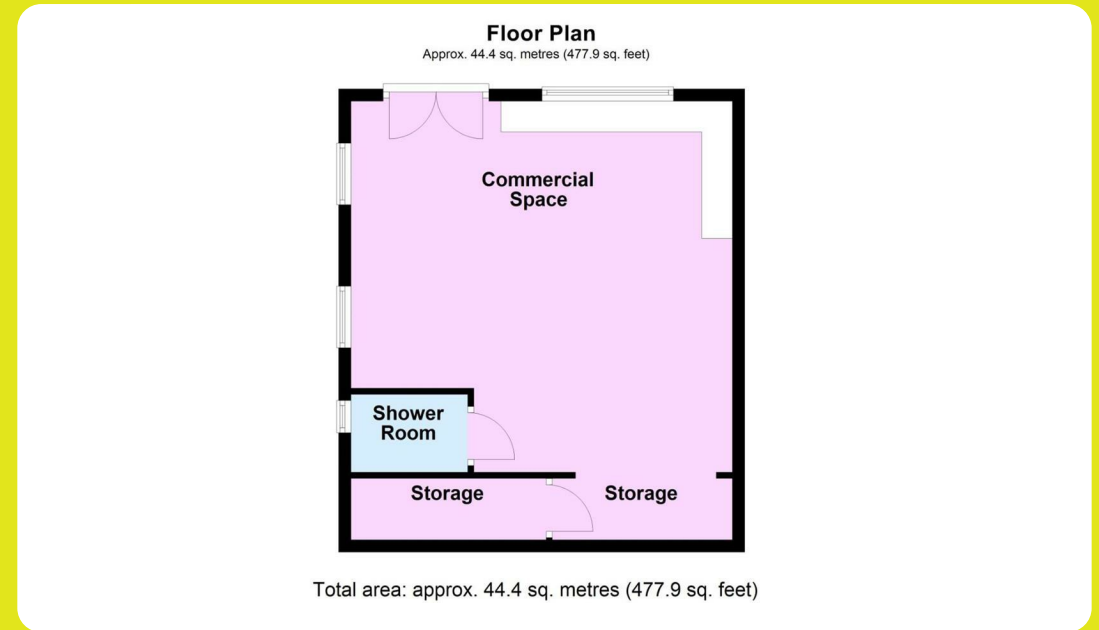 Floor Plan
Approx. 44.4 sq. metres (477.9 sq. feet)
Commercial
Space
Shower
Room
Storage
Storage
Total area: approx. 44.4 sq. metres (477.9 sq. feet)